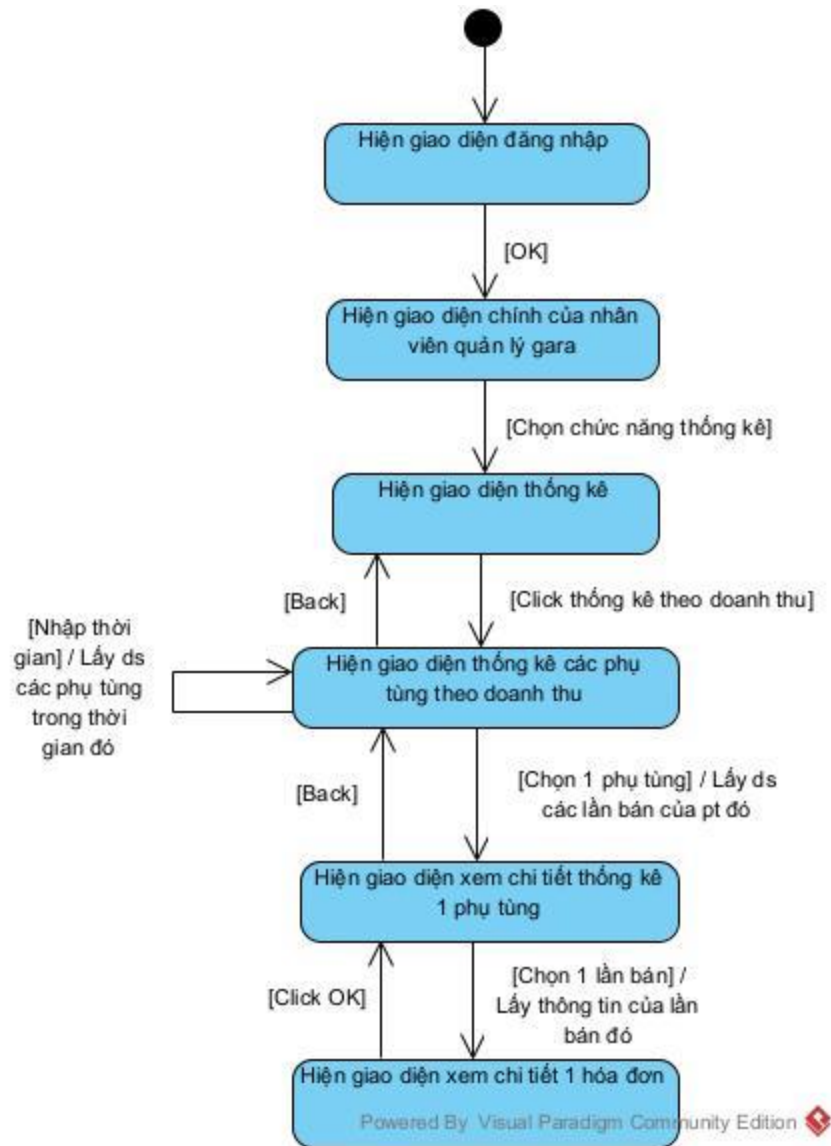 Hiện giao diện đăng nhập
[OK]
Hiện giao diện chính của nhân
viên quản lý gara
[Chọn chức năng thống kê]
Hiện giao diện thống kê
[Back]
[Click thống kê theo doanh thu]
[Nhập thời
gian] / Lấy ds
các phụ tùng
trong thời
gian đó
Hiện giao diện thống kê các phụ
tùng theo doanh thu
[Back]
[Chọn 1 phụ tùng] / Lấy ds
các lần bán của pt đó
Hiện giao diện xem chi tiết thống kê
1 phụ tùng
[Click OK]
[Chọn 1 lần bán] /
Lấy thông tin của lần
bán đó
Hiện giao diện xem chi tiết 1 hóa đơn
Powered By Visual Paradigm Community Edition